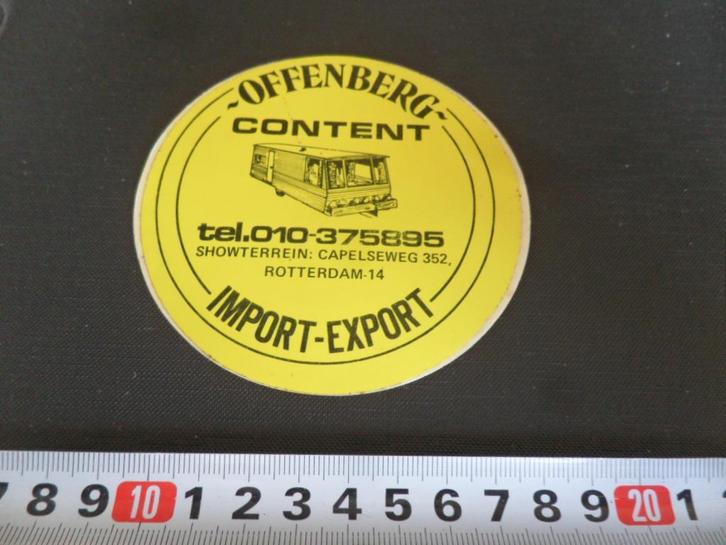 ~OFFENBERG~
CONTENT
tel.010-375895
SHOWTERREIN: CAPELSEWEG 352,
ROTTERDAM-14
IMPORT-EXPORT
7 8 9 10 1 2 3 4 5 6 7 8 9 20 1